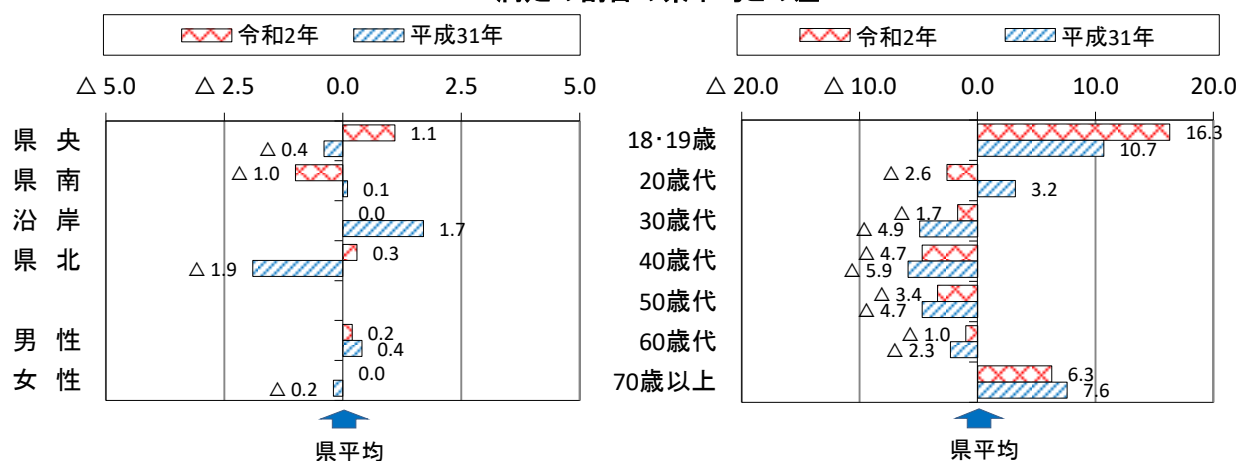 令和2年 平成31年
△ 5.0 △ 2.5 0.0 2.5 5.0
県 央 1.1
△ 0.4
県 南 △ 1.0
0.1
沿 岸 0.0
1.7
県 北 0.3
△ 1.9
男 性 0.2
0.4
女 性 0.0
△ 0.2
県平均
令和2年 平成31年
△ 20.0 △ 10.0 0.0 10.0 20.0
18･19歳 16.3
10.7
20歳代 △ 2.6
3.2
30歳代 △ 1.7
△ 4.9
40歳代 △ 4.7
△ 5.9
50歳代 △ 3.4
△ 4.7
60歳代 △ 1.0
△ 2.3
70歳以上 6.3
7.6
県平均